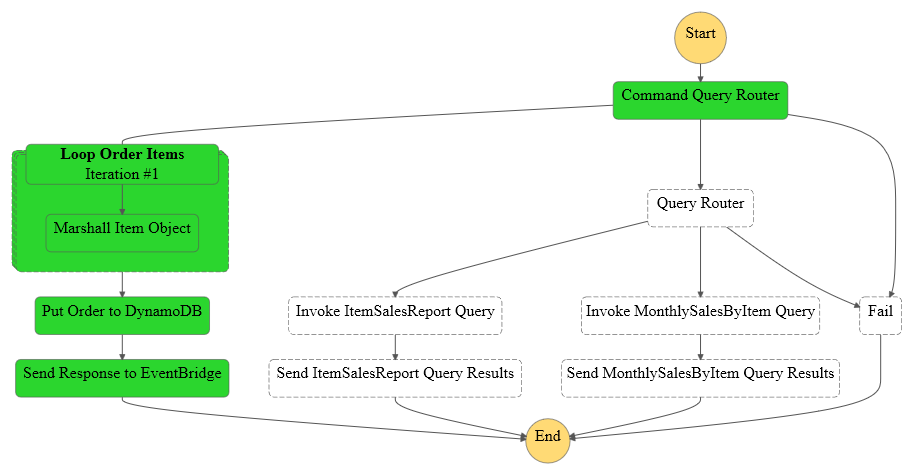 Start
Command Query Router
Loop Order Items
Iteration #1
Marshall Item Object
Query Router
Put Order to DynamoDB
Invoke ItemSalesReport Query
Invoke MonthlySalesByItem Query
Fail
Send Response to EventBridge
Send ItemSalesReport Query Results
Send MonthlySalesByItem Query Results
End